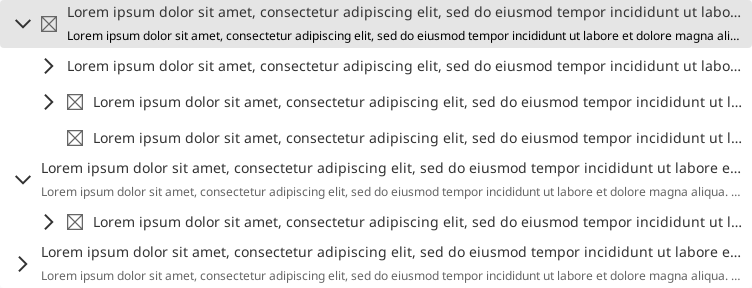 Lorem ipsum dolor sit amet, consectetur adipiscing elit, sed do eiusmod tempor incididunt ut labo...
Lorem ipsum dolor sit amet, consectetur adipiscing elit, sed do eiusmod tempor incididunt ut labore et dolore magna ali...
Lorem ipsum dolor sit amet, consectetur adipiscing elit, sed do eiusmod tempor incididunt ut labo...
Lorem ipsum dolor sit amet, consectetur adipiscing elit, sed do eiusmod tempor incididunt ut l...
Lorem ipsum dolor sit amet, consectetur adipiscing elit, sed do eiusmod tempor incididunt ut l...
Lorem ipsum dolor sit amet, consectetur adipiscing elit, sed do eiusmod tempor incididunt ut labore e...
Lorem ipsum dolor sit amet, consectetur adipiscing elit, sed do eiusmod tempor incididunt ut labore et dolore magna aliqua. ...
Lorem ipsum dolor sit amet, consectetur adipiscing elit, sed do eiusmod tempor incididunt ut l...
Lorem ipsum dolor sit amet, consectetur adipiscing elit, sed do eiusmod tempor incididunt ut labore e...
Lorem ipsum dolor sit amet, consectetur adipiscing elit, sed do eiusmod tempor incididunt ut labore et dolore magna aliqua. ...